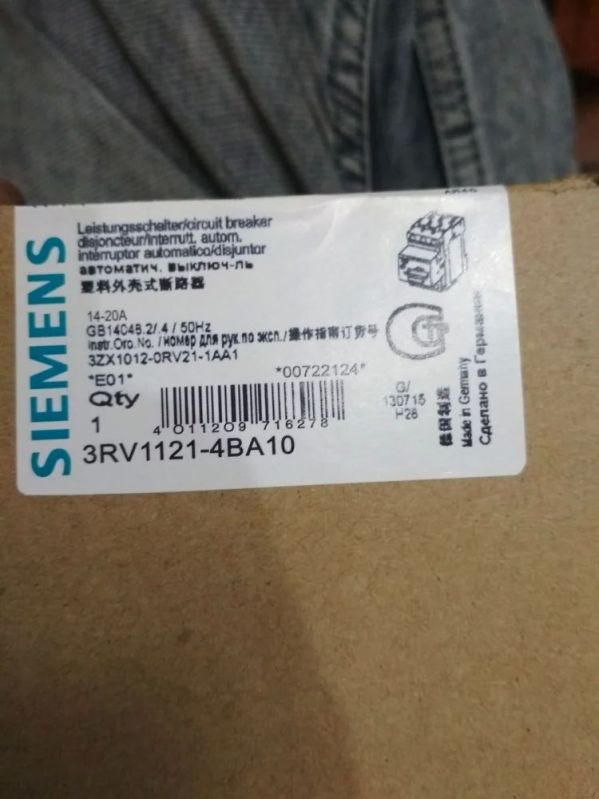 SIEMENS
Leistungsschalter/circuit breaker
disjoncteur/interrutt. autom.
interruptor automatico/disjuntor
автоматич. выключ-ль
塑料外壳式断路器
14-20A
GB14048.2/.4 / 50Hz
Instr.Oro.No. / номер для рук.по эксп./操作指南订货号
3ZX1012-0RV21-1AA1
*E01*
*00722124*
Qty
1
4 011209 716278
3RV1121-4BA10
G/
130715
H28
德国制造
Made in Germany
Сделано в Германии